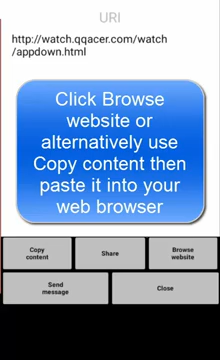 URI
http://watch.qqacer.com/watch
/appdown.html
Click Browse
website or
alternatively use
Copy content then
paste it into your
web browser
Copy
content
Share
Browse
website
Send
message
Close